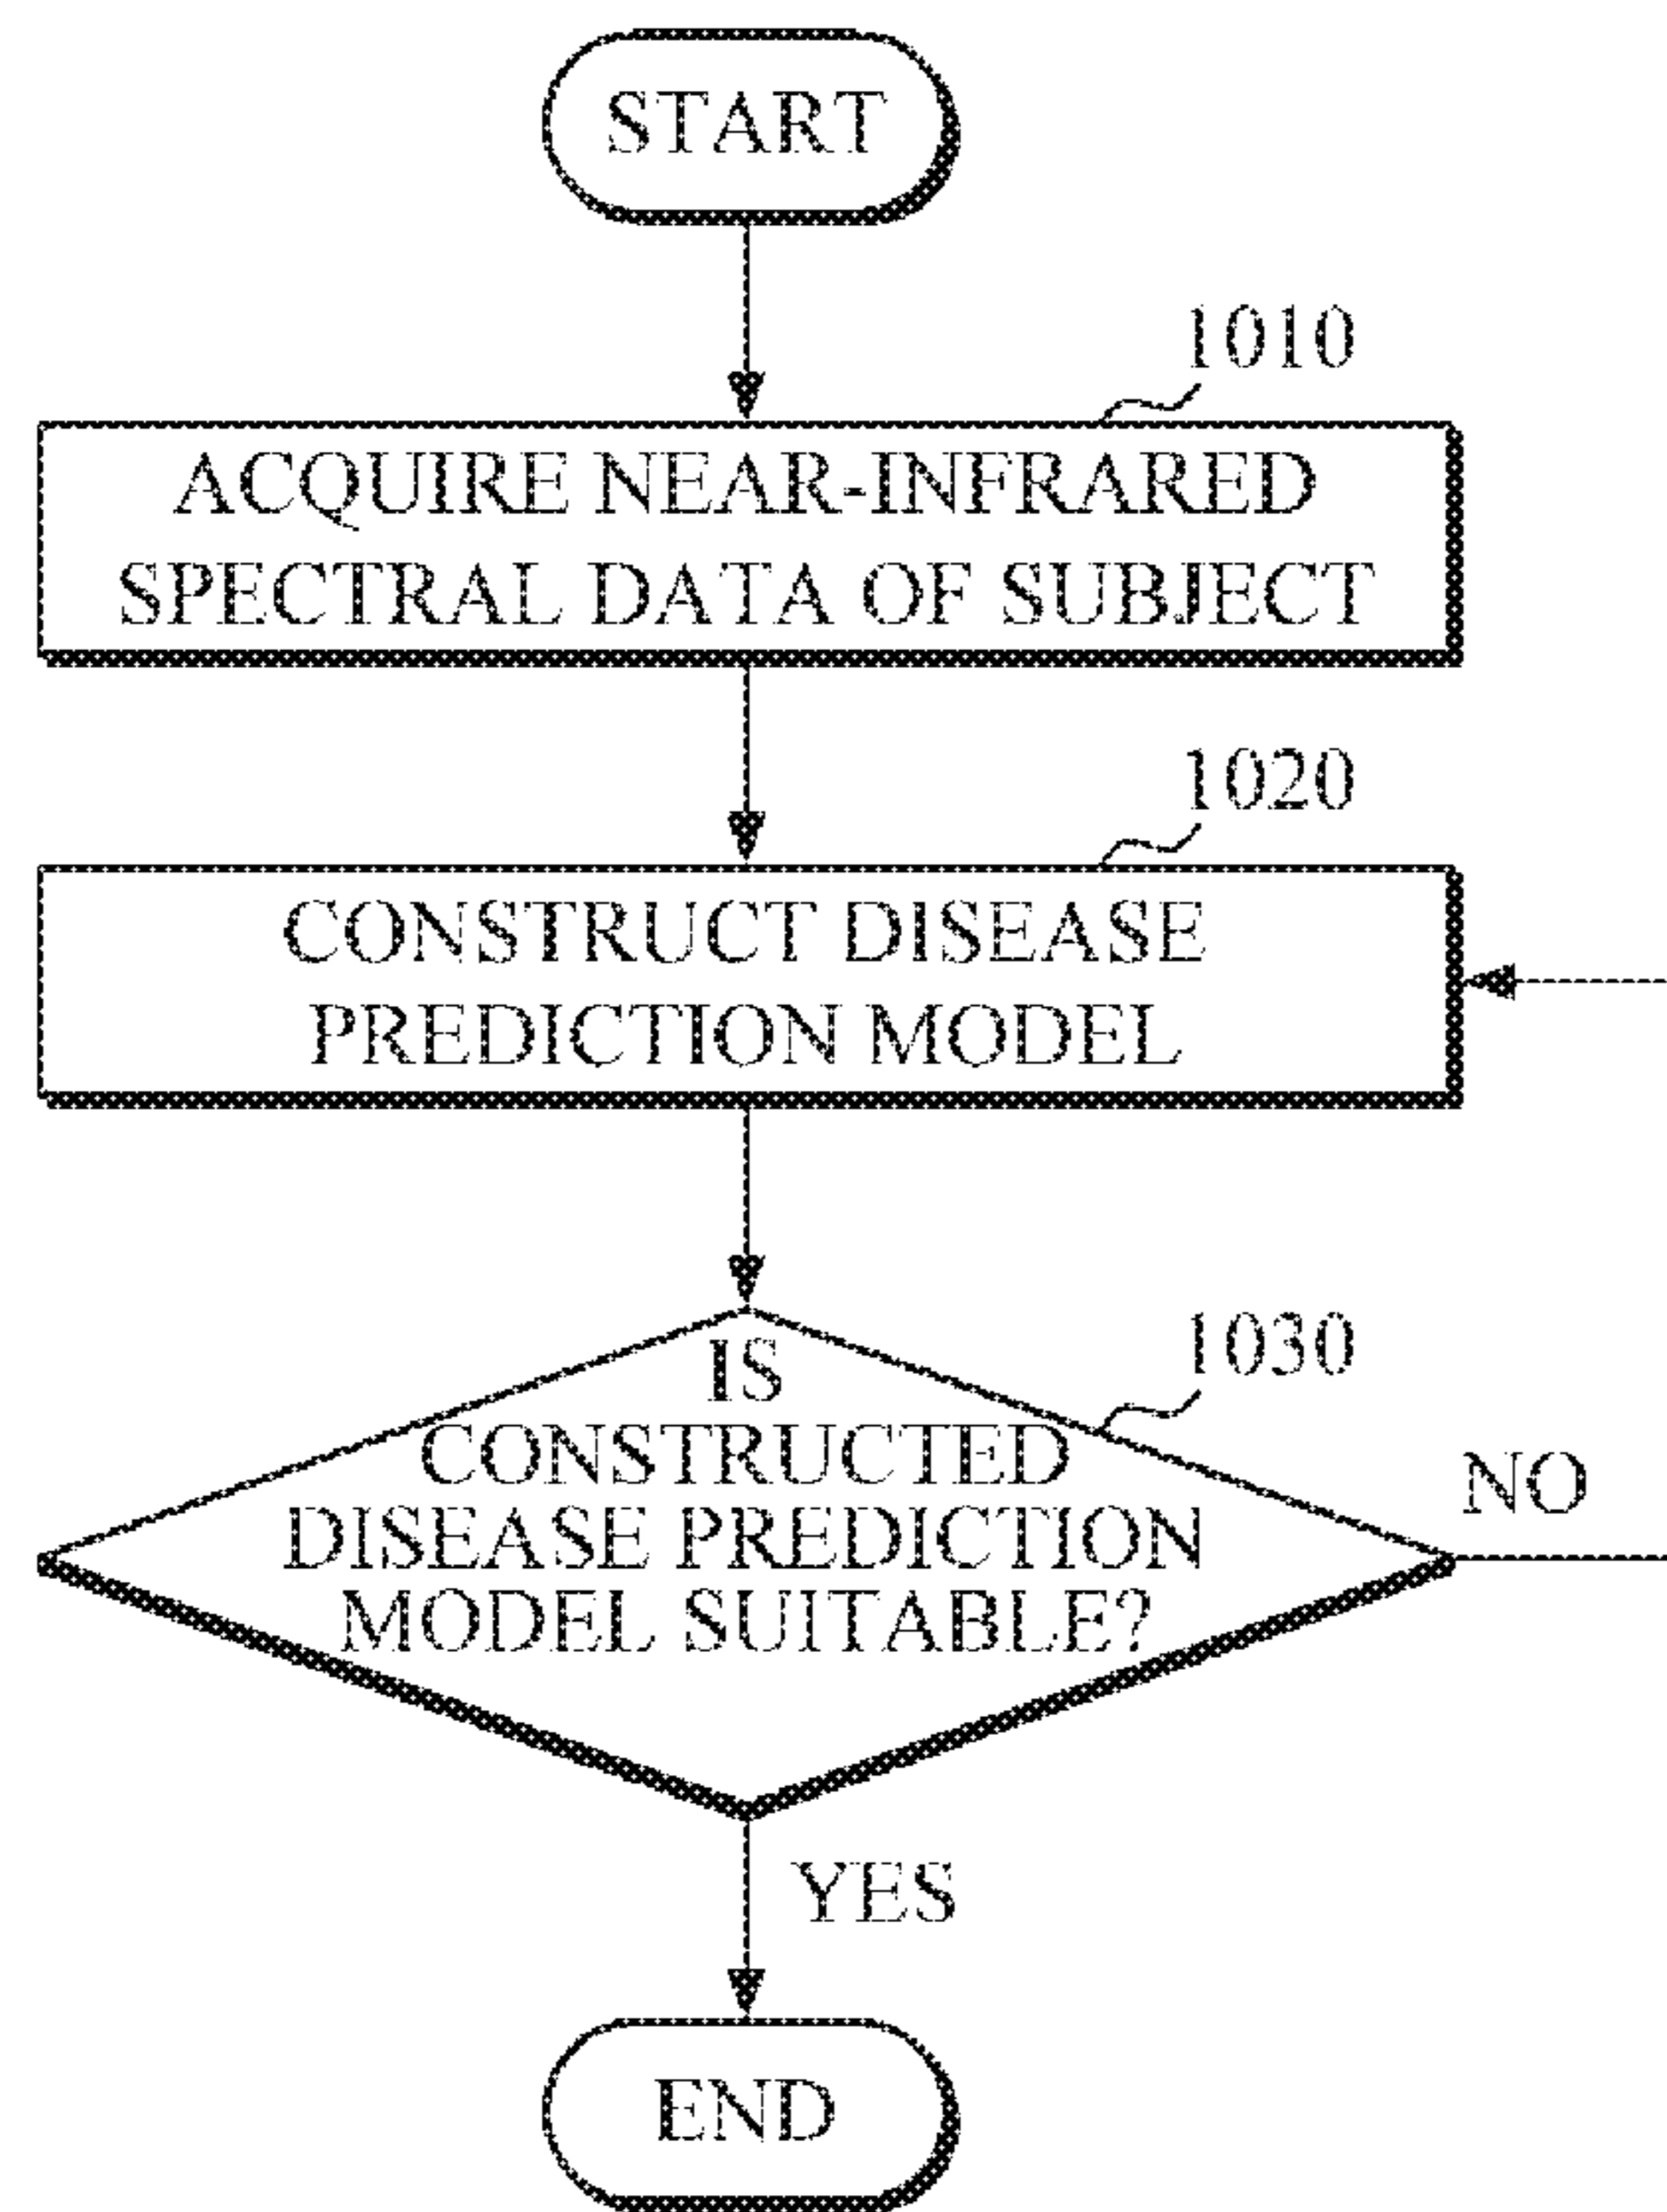 START
1010
ACQUIRE NEAR-INFRARED
SPECTRAL DATA OF SUBJECT
1020
CONSTRUCT DISEASE
PREDICTION MODEL
1030
IS
CONSTRUCTED
DISEASE PREDICTION
MODEL SUITABLE?
NO
YES
END